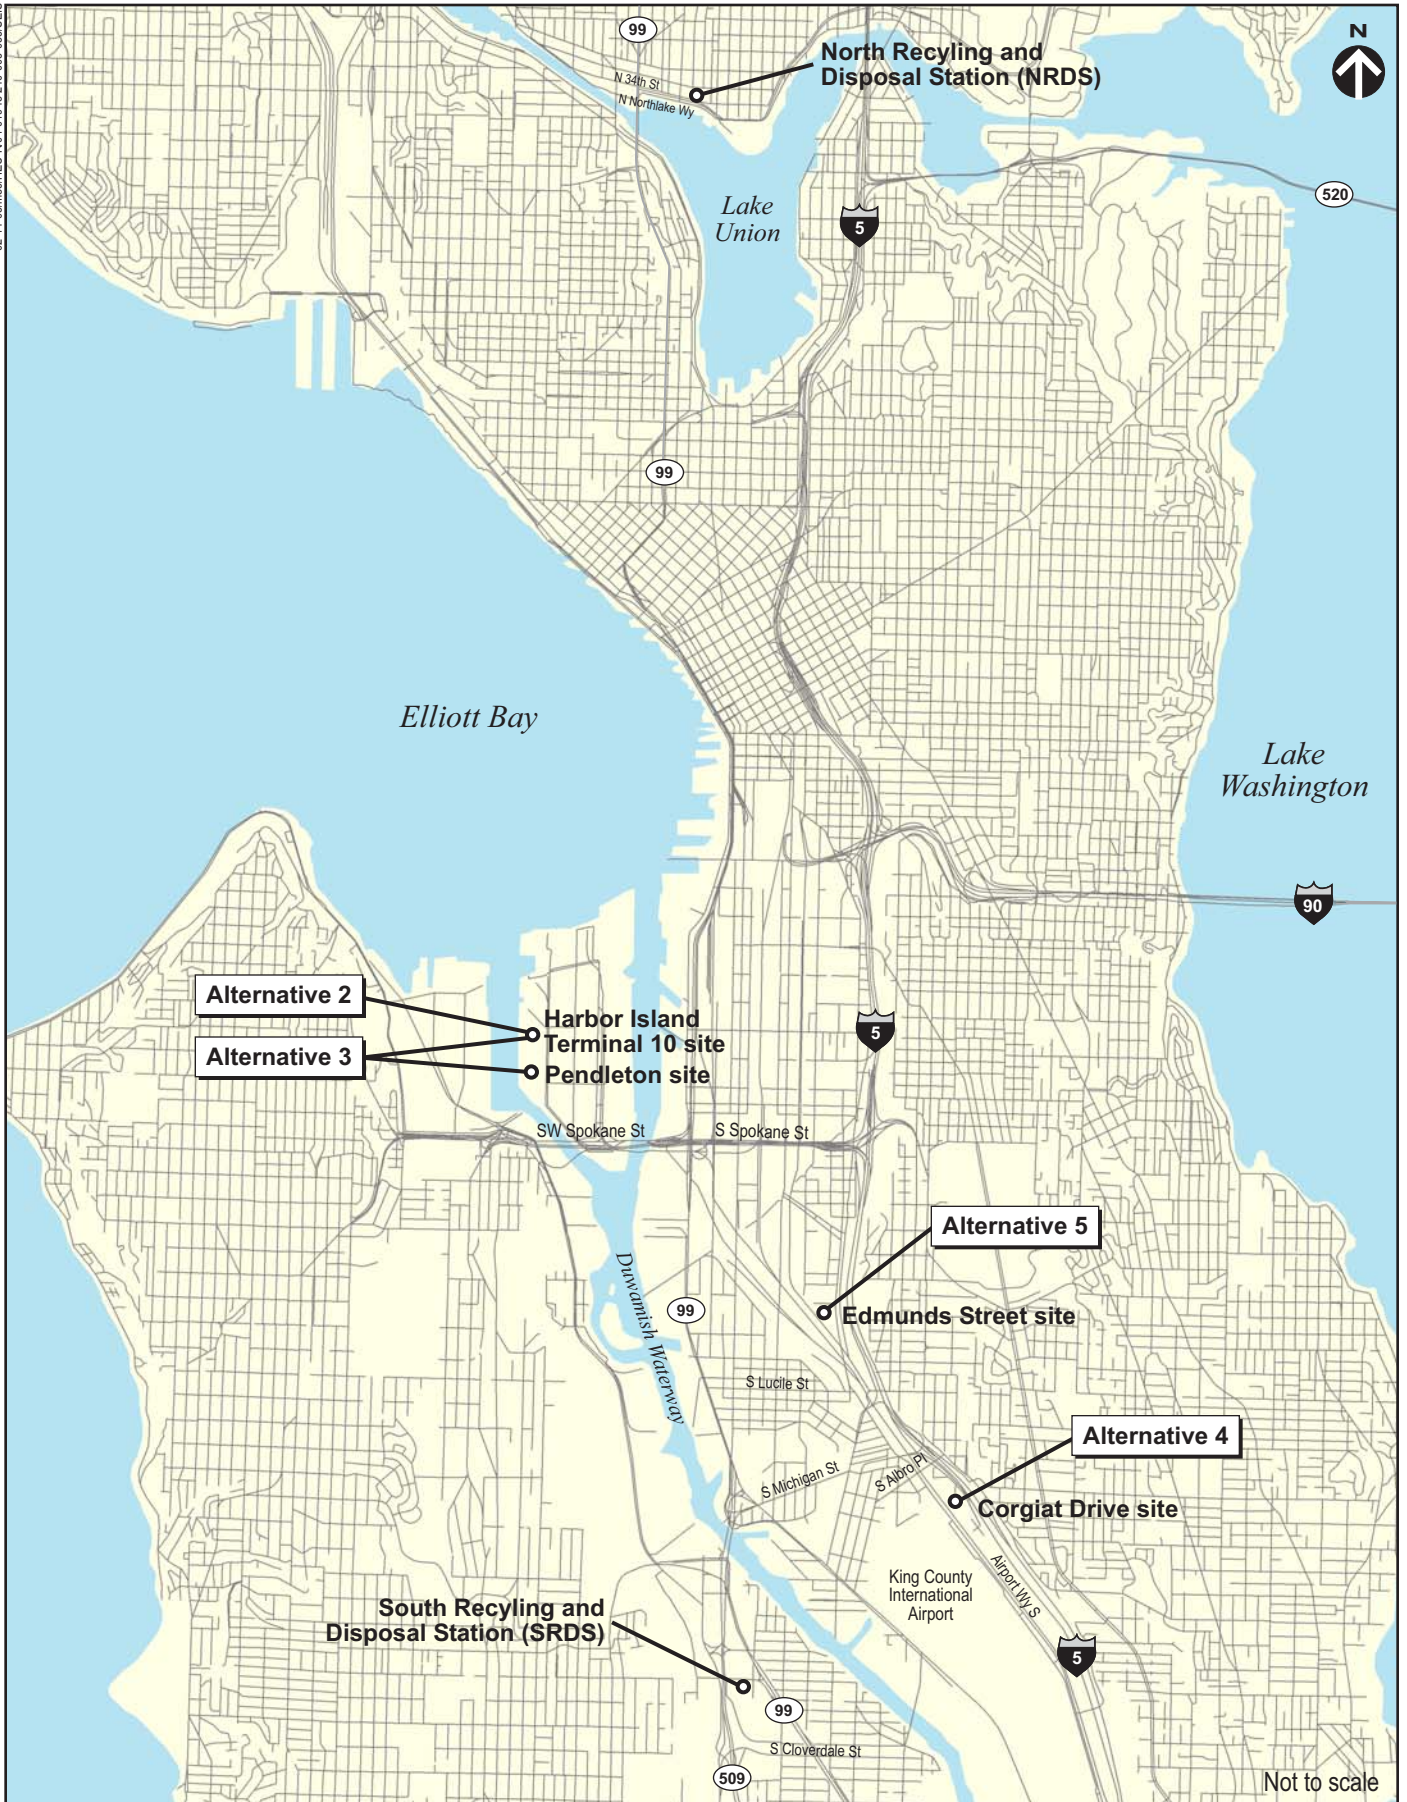 99
North Recyling and
Disposal Station (NRDS)
N
N 34th St
N Northlake Wy
520
Lake
Union
5
99
Elliott Bay
Lake
Washington
90
Alternative 2
Harbor Island
Terminal 10 site
Alternative 3
Pendleton site
5
SW Spokane St
S Spokane St
Alternative 5
Duwamish Waterway
99
Edmunds Street site
S Lucile St
Alternative 4
S Michigan St
S Albro Pl
Corgiat Drive site
King County
International
Airport
Airport Wy S
South Recyling and
Disposal Station (SRDS)
5
99
S Cloverdale St
509
Not to scale